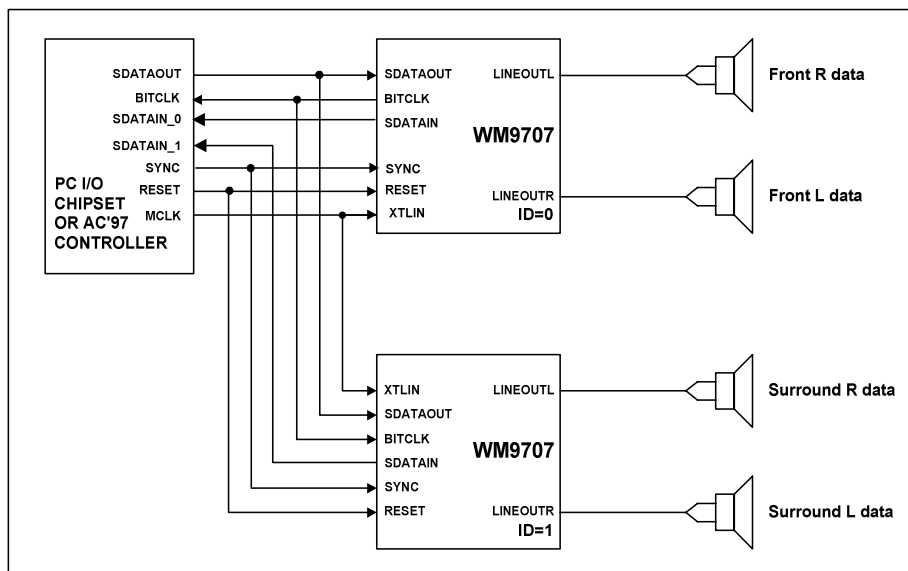 SDATAOUT
BITCLK
SDATAIN_0
SDATAIN_1
SYNC
RESET
MCLK
PC I/O
CHIPSET
OR AC'97
CONTROLLER
SDATAOUT
BITCLK
SDATAIN
SYNC
RESET
XTLIN
WM9707
LINEOUTL
LINEOUTR
ID=0
Front R data
Front L data
XTLIN
SDATAOUT
BITCLK
SDATAIN
SYNC
RESET
WM9707
LINEOUTL
LINEOUTR
ID=1
Surround R data
Surround L data